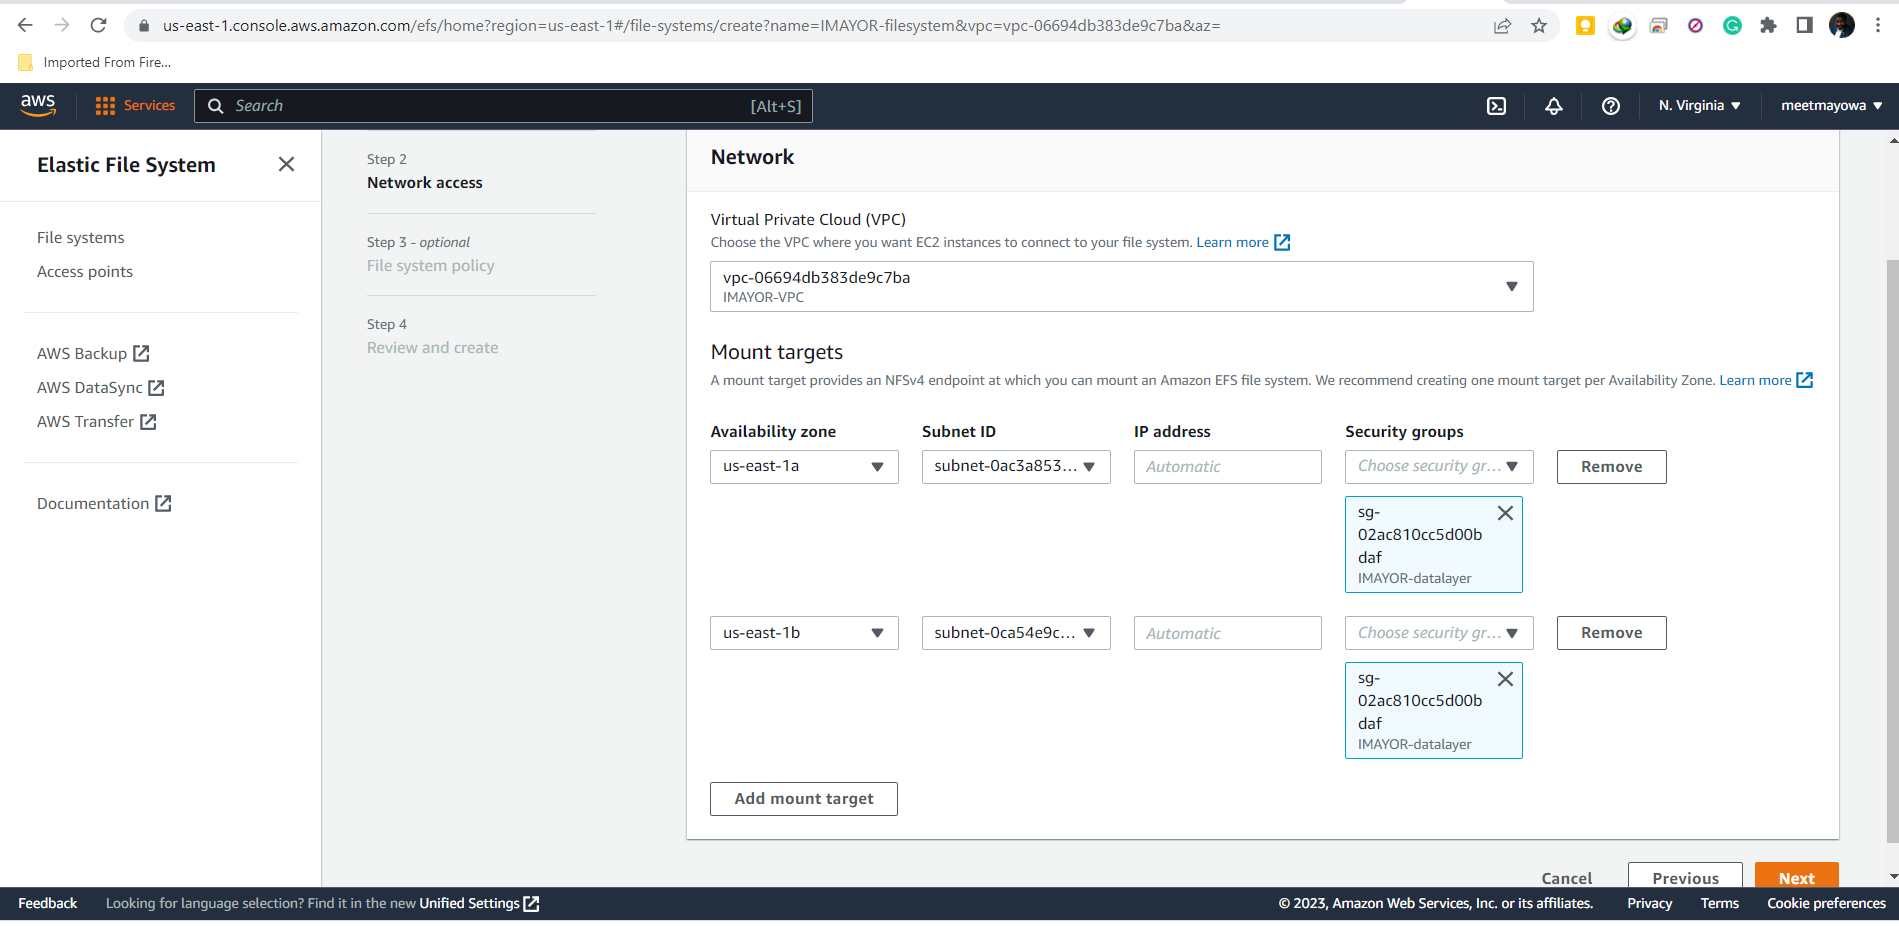 us-east-1.console.aws.amazon.com/efs/home?region=us-east-1#/file-systems/create?name=IMAYOR-filesystem&vpc=vpc-06694db383de9c7ba&az=
Imported From Fire...
aws
Services
Search
[Alt+S]
N. Virginia
meetmayowa
Elastic File System
File systems
Access points
AWS Backup
AWS DataSync
AWS Transfer
Documentation
Step 2
Network access
Step 3 - optional
File system policy
Step 4
Review and create
Network
Virtual Private Cloud (VPC)
Choose the VPC where you want EC2 instances to connect to your file system. Learn more
vpc-06694db383de9c7ba
IMAYOR-VPC
Mount targets
A mount target provides an NFSv4 endpoint at which you can mount an Amazon EFS file system. We recommend creating one mount target per Availability Zone. Learn more
Availability zone
Subnet ID
IP address
Security groups
us-east-1a
subnet-0ac3a853...
Automatic
Choose security gr...
Remove
sg-
02ac810cc5d00b
daf
IMAYOR-datalayer
us-east-1b
subnet-0ca54e9c...
Automatic
Choose security gr...
Remove
sg-
02ac810cc5d00b
daf
IMAYOR-datalayer
Add mount target
Cancel
Previous
Next
Feedback
Looking for language selection? Find it in the new Unified Settings
© 2023, Amazon Web Services, Inc. or its affiliates.
Privacy
Terms
Cookie preferences